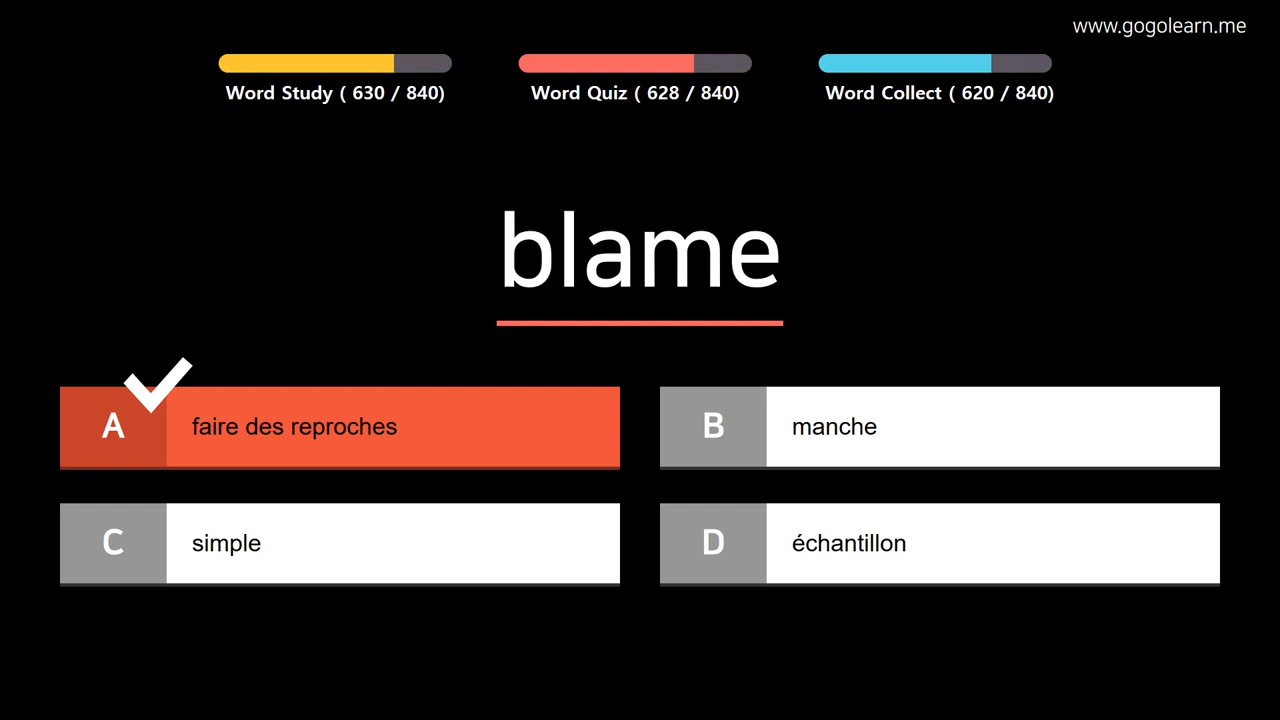 www.gogolearn.me
Word Study ( 630 / 840)
Word Quiz ( 628 / 840)
Word Collect ( 620 / 840)
blame
A
faire des reproches
B
manche
C
simple
D
échantillon